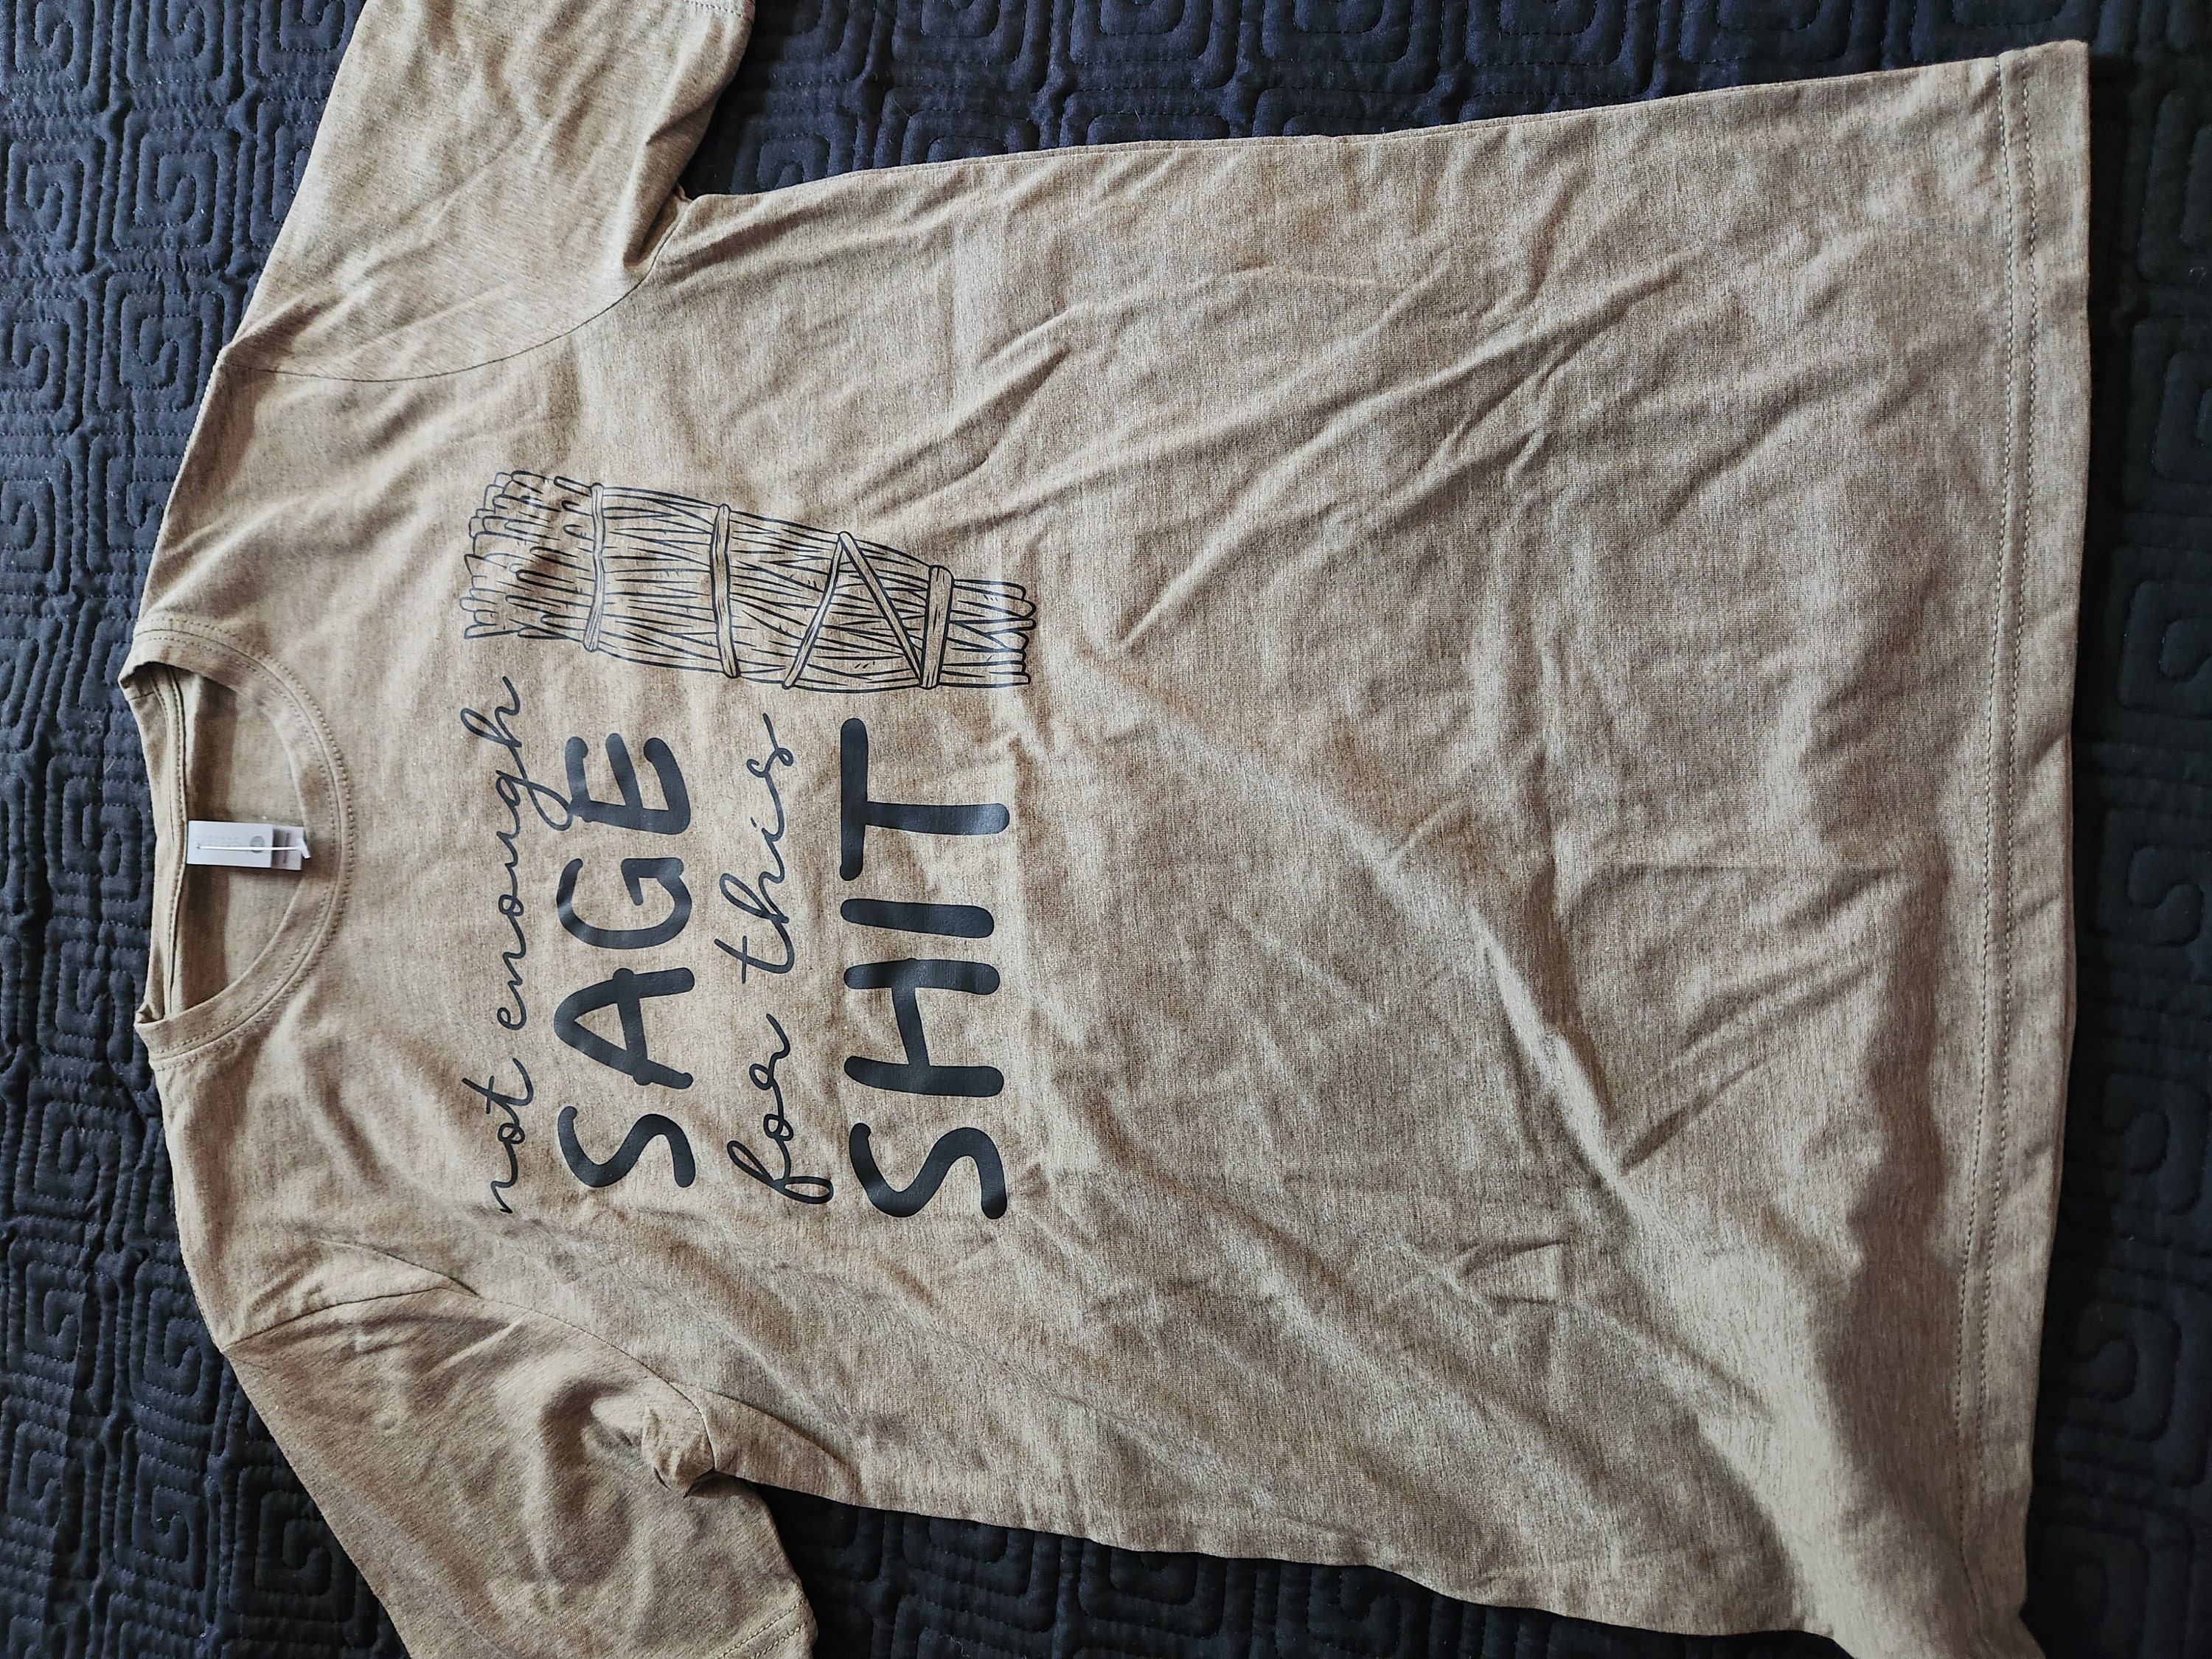 not enough
SAGE
for this
SHIT